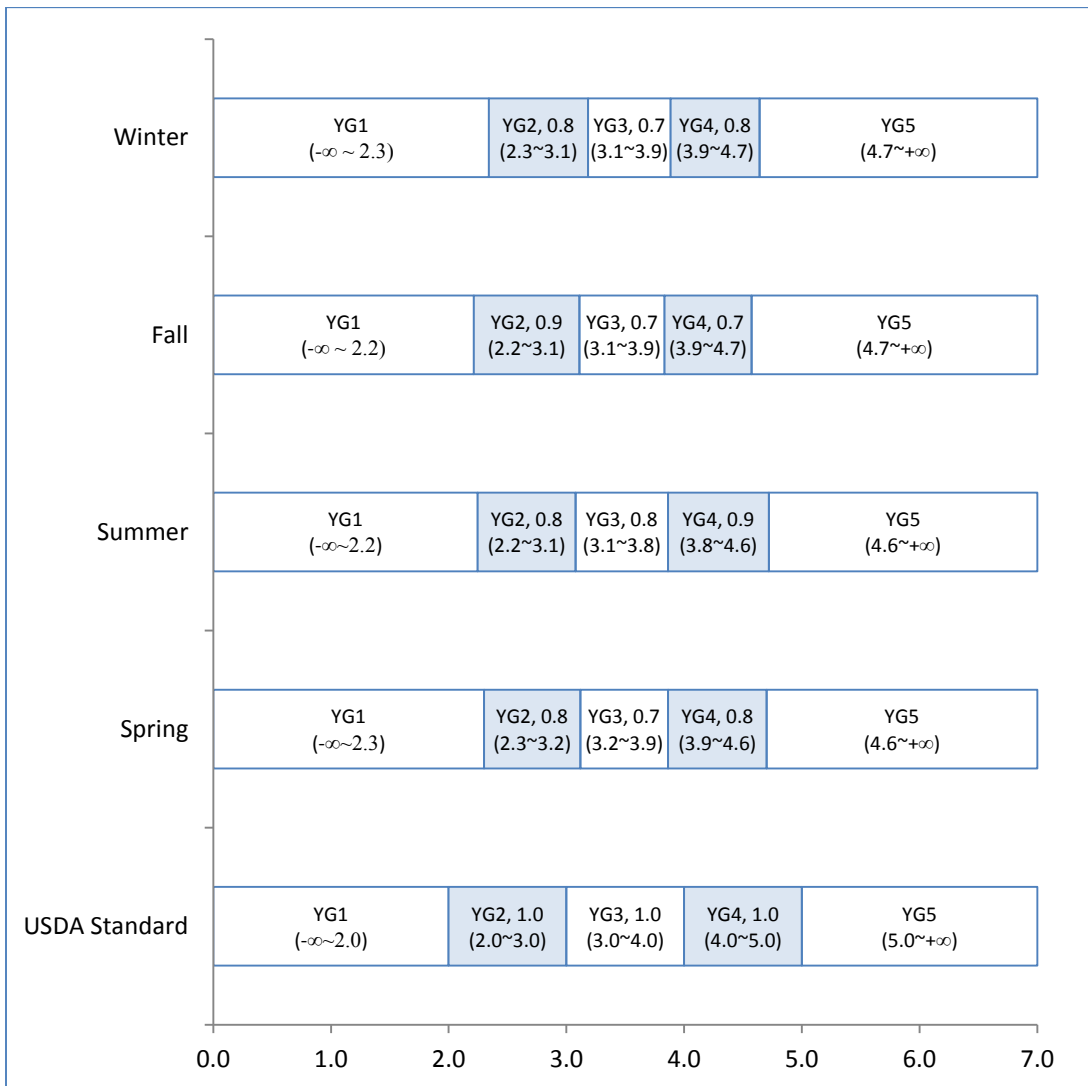 Winter
YG1
(-∞ ~ 2.3)
YG2, 0.8
(2.3~3.1)
YG3, 0.7
(3.1~3.9)
YG4, 0.8
(3.9~4.7)
YG5
(4.7~+∞)
Fall
YG1
(-∞ ~ 2.2)
YG2, 0.9
(2.2~3.1)
YG3, 0.7
(3.1~3.9)
YG4, 0.7
(3.9~4.7)
YG5
(4.7~+∞)
Summer
YG1
(-∞~2.2)
YG2, 0.8
(2.2~3.1)
YG3, 0.8
(3.1~3.8)
YG4, 0.9
(3.8~4.6)
YG5
(4.6~+∞)
Spring
YG1
(-∞~2.3)
YG2, 0.8
(2.3~3.2)
YG3, 0.7
(3.2~3.9)
YG4, 0.8
(3.9~4.6)
YG5
(4.6~+∞)
USDA Standard
YG1
(-∞~2.0)
YG2, 1.0
(2.0~3.0)
YG3, 1.0
(3.0~4.0)
YG4, 1.0
(4.0~5.0)
YG5
(5.0~+∞)
0.0 1.0 2.0 3.0 4.0 5.0 6.0 7.0